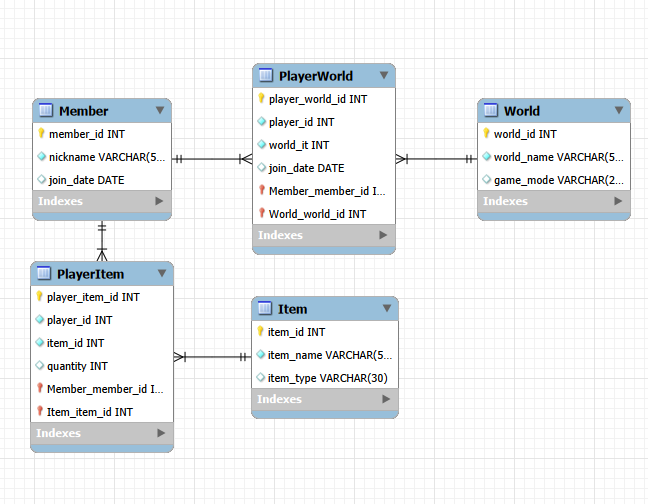 Member
member_id INT
nickname VARCHAR(5...
join_date DATE
Indexes
PlayerWorld
player_world_id INT
player_id INT
world_it INT
join_date DATE
Member_member_id I...
World_world_id INT
Indexes
World
world_id INT
world_name VARCHAR(5...
game_mode VARCHAR(2...
Indexes
PlayerItem
player_item_id INT
player_id INT
item_id INT
quantity INT
Member_member_id I...
Item_item_id INT
Indexes
Item
item_id INT
item_name VARCHAR(5...
item_type VARCHAR(30)
Indexes